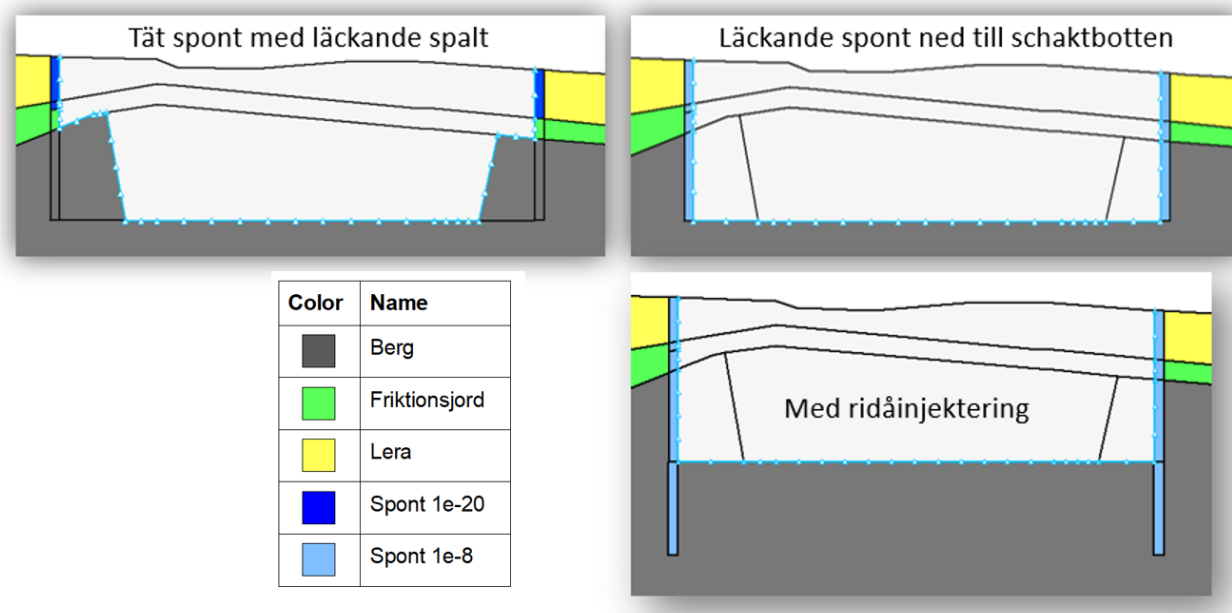 Tät spont med läckande spalt
Läckande spont ned till schaktbotten
Color Name
Berg
Friktionsjord
Lera
Spont 1e-20
Spont 1e-8
Med ridåinjektering